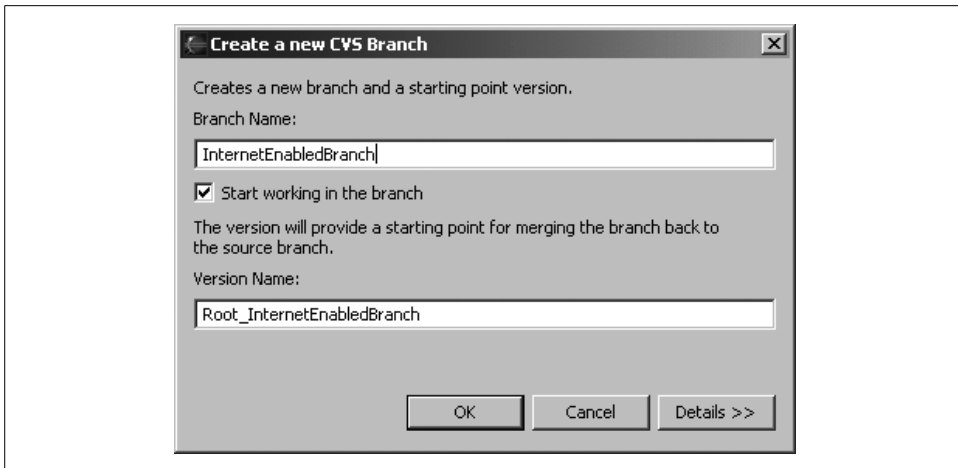 Create a new CVS Branch
Creates a new branch and a starting point version.
Branch Name:
InternetEnabledBranch
Start working in the branch
The version will provide a starting point for merging the branch back to
the source branch.
Version Name:
Root_InternetEnabledBranch
OK
Cancel
Details >>